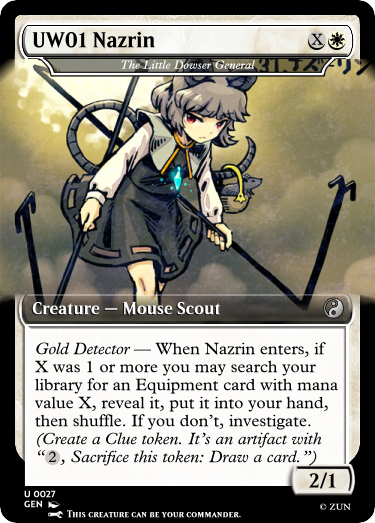 UW01 Nazrin
X
The Little Dowser General
Creature — Mouse Scout
Gold Detector — When Nazrin enters, if
X was 1 or more you may search your
library for an Equipment card with mana
value X, reveal it, put it into your hand,
then shuffle. If you don't, investigate.
(Create a Clue token. It's an artifact with
“2, Sacrifice this token: Draw a card.”)
2/1
U 0027
GEN
THIS CREATURE CAN BE YOUR COMMANDER.
© ZUN